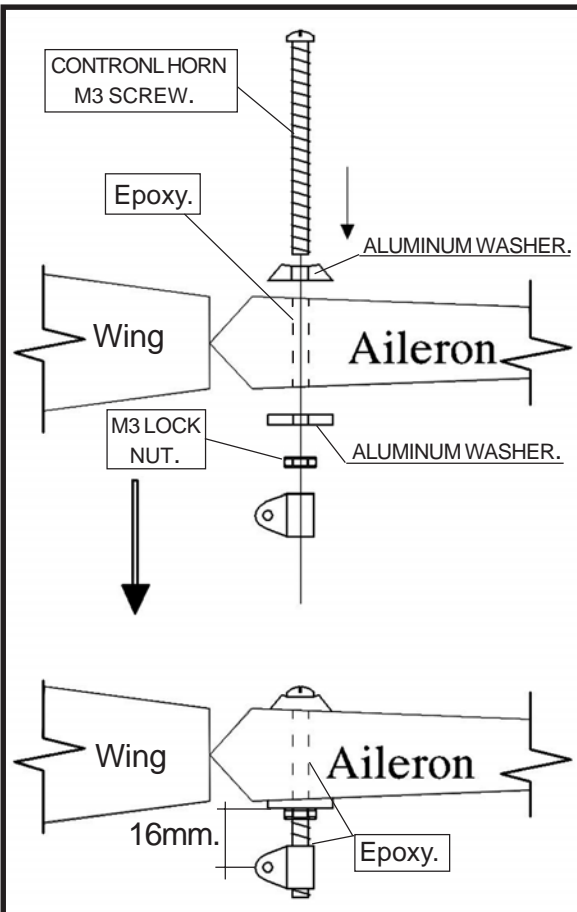 CONTRONL HORN
M3 SCREW.
Epoxy.
ALUMINUM WASHER.
Wing
Aileron
M3 LOCK
NUT.
ALUMINUM WASHER.
Wing
Aileron
16mm.
Epoxy.